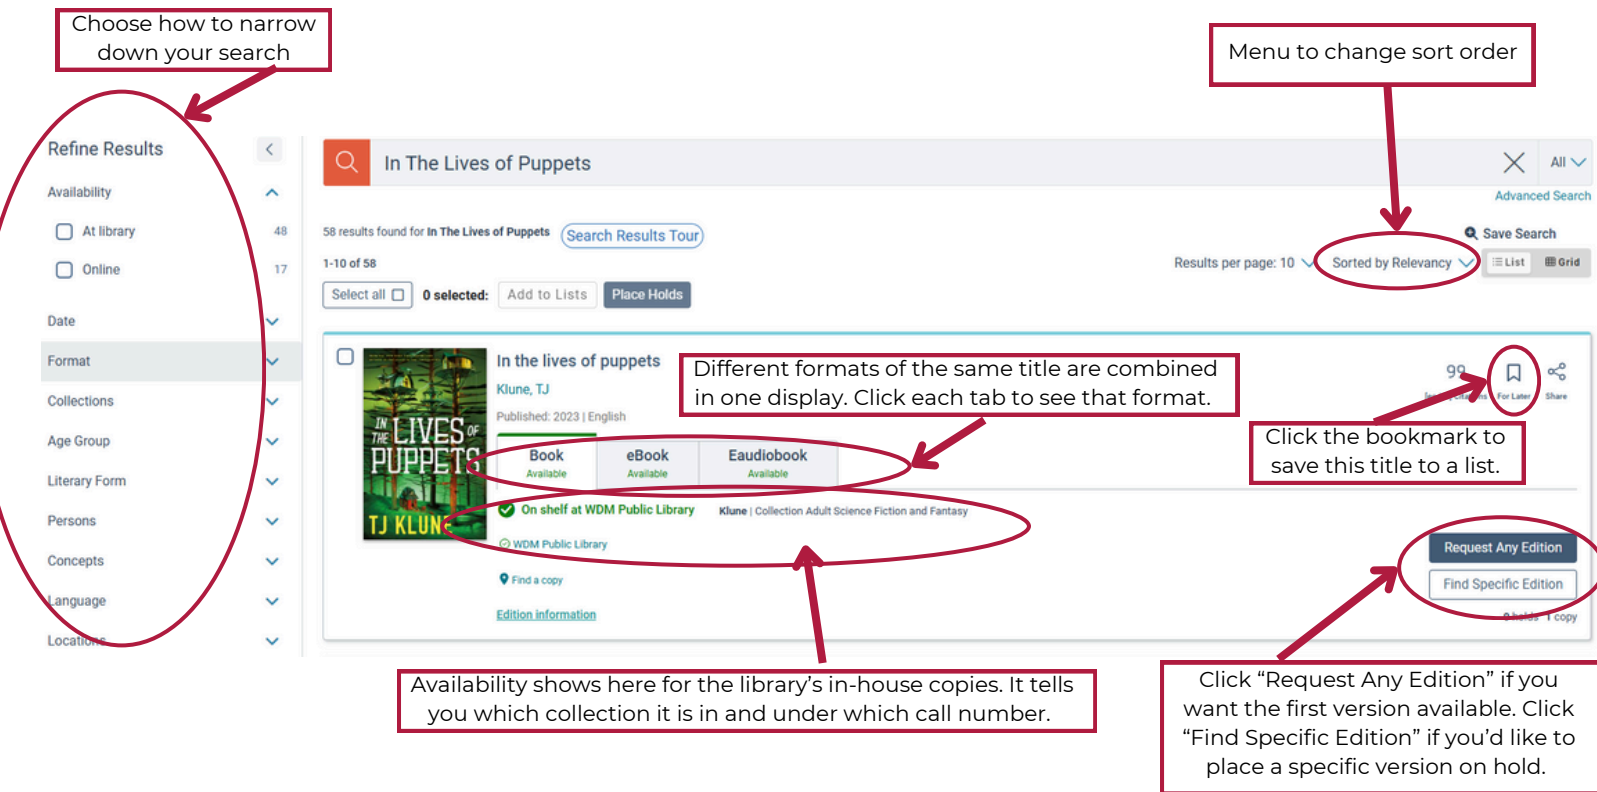 Choose how to narrow
down your search
Menu to change sort order
Refine Results
Availability
At library 48
Online 17
Date
Format
Collections
Age Group
Literary Form
Persons
Concepts
Language
Locations
In The Lives of Puppets
All
Advanced Search
58 results found for In The Lives of Puppets
Search Results Tour
Save Search
1-10 of 58
Results per page: 10
Sorted by Relevancy
List
Grid
Select all
0 selected:
Add to Lists
Place Holds
IN THE LIVES OF PUPPETS
TJ KLUNE
In the lives of puppets
Klune, TJ
Published: 2023 | English
Different formats of the same title are combined
in one display. Click each tab to see that format.
For Later
Share
Click the bookmark to
save this title to a list.
Book
Available
eBook
Available
Eaudiobook
Available
On shelf at WDM Public Library
Klune | Collection Adult Science Fiction and Fantasy
WDM Public Library
Find a copy
Edition information
Request Any Edition
Find Specific Edition
holds 1 copy
Availability shows here for the library's in-house copies. It tells
you which collection it is in and under which call number.
Click “Request Any Edition” if you
want the first version available. Click
“Find Specific Edition” if you’d like to
place a specific version on hold.